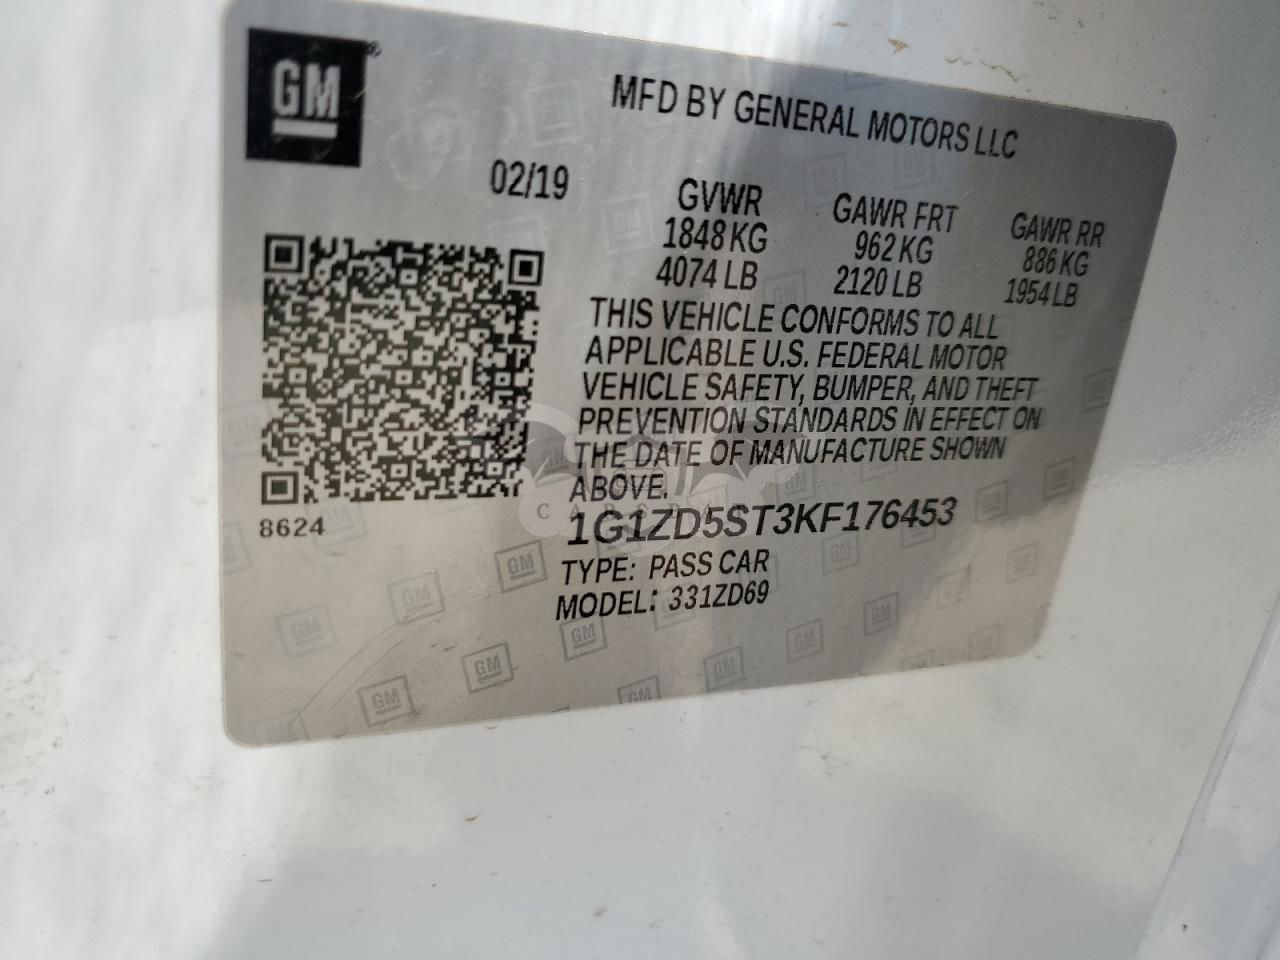 GM
MFD BY GENERAL MOTORS LLC
02/19
GVWR
1848 KG
4074 LB
GAWR FRT
962 KG
2120 LB
GAWR RR
886 KG
1954 LB
THIS VEHICLE CONFORMS TO ALL
APPLICABLE U.S. FEDERAL MOTOR
VEHICLE SAFETY, BUMPER, AND THEFT
PREVENTION STANDARDS IN EFFECT ON
THE DATE OF MANUFACTURE SHOWN
ABOVE.
8624
1G1ZD5ST3KF176453
TYPE: PASS CAR
MODEL: 331ZD69